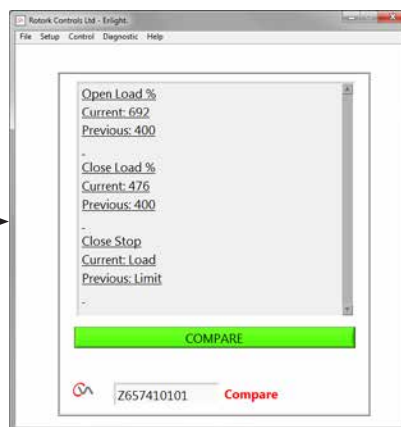 Rotork Controls Ltd - Enlight.
File Setup Control Diagnostic Help
Open Load %
Current: 692
Previous: 400
-
Close Load %
Current: 476
Previous: 400
-
Close Stop
Current: Load
Previous: Limit
-
COMPARE
Z657410101 Compare